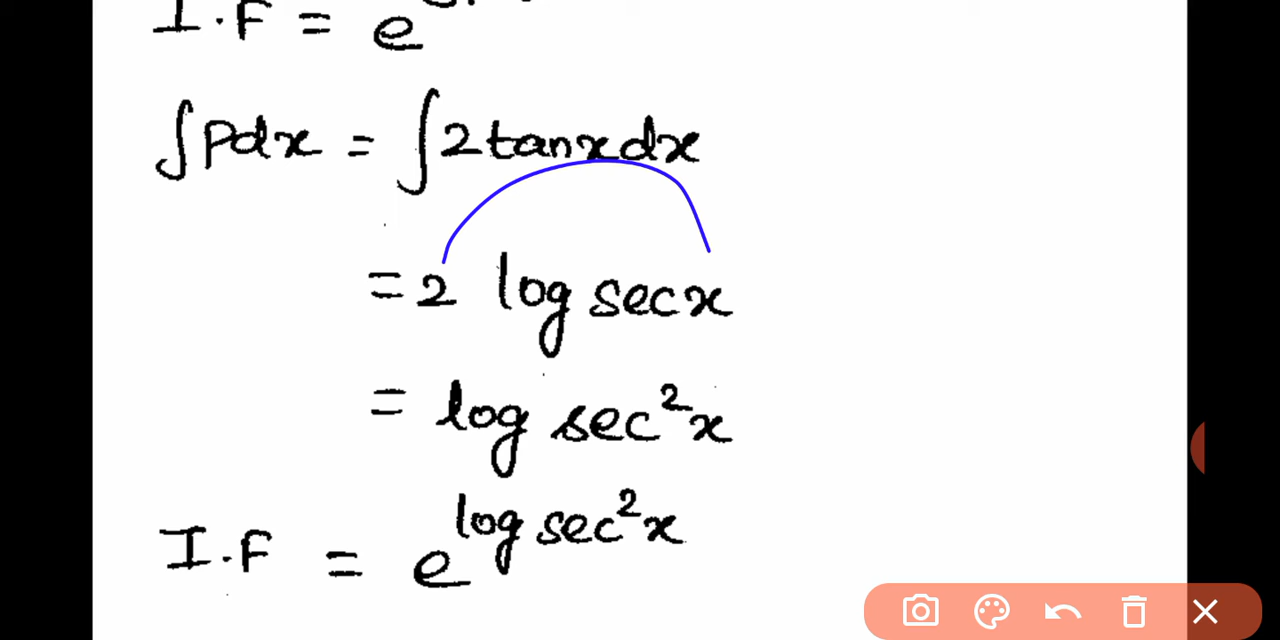 I.F = e
∫Pdx = ∫2tanxdx
= 2 log secx
= log sec²x
I.F = e^{log sec²x}